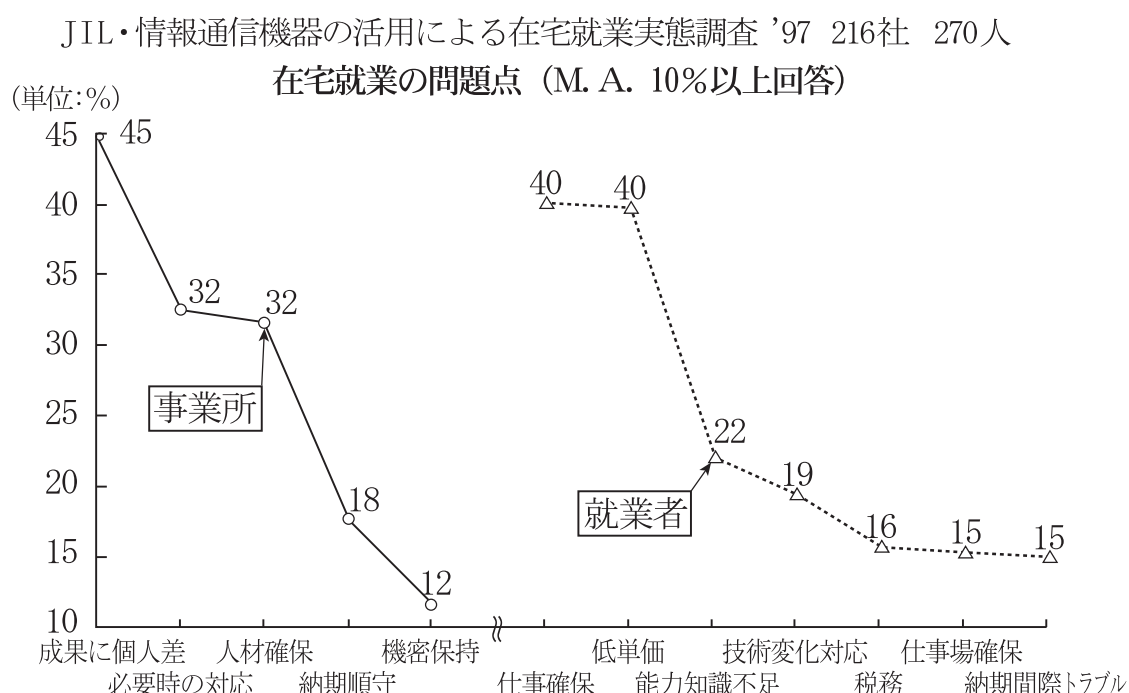 JIL・情報通信機器の活用による在宅就業実態調査 ’97 216社 270人
在宅就業の問題点（M. A. 10％以上回答）
（単位：％）
45
45
40
35
30
25
20
15
10
32
32
事業所
18
12
40
40
22
就業者
19
16
15
15
成果に個人差
必要時の対応
人材確保
納期順守
機密保持
仕事確保
低単価
能力知識不足
技術変化対応
税務
仕事場確保
納期間際トラブル